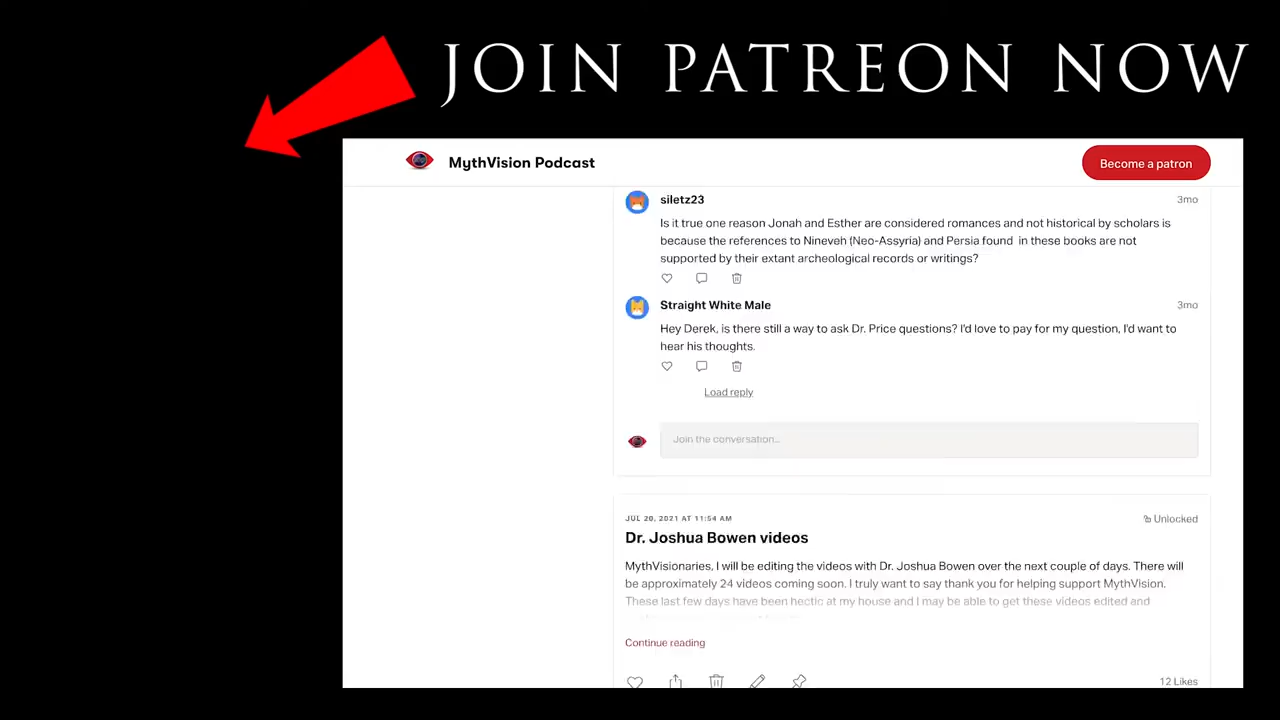 JOIN PATREON NOW
MythVision Podcast
Become a patron
siletz23
3mo
Is it true one reason Jonah and Esther are considered romances and not historical by scholars is
because the references to Nineveh (Neo-Assyria) and Persia found in these books are not
supported by their extant archeological records or writings?
Straight White Male
3mo
Hey Derek, is there still a way to ask Dr. Price questions? I'd love to pay for my question, I'd want to
hear his thoughts.
Load reply
Join the conversation...
JUL 20, 2021 AT 11:54 AM
Unlocked
Dr. Joshua Bowen videos
MythVisionaries, I will be editing the videos with Dr. Joshua Bowen over the next couple of days. There will
be approximately 24 videos coming soon. I truly want to say thank you for helping support MythVision.
These last few days have been hectic at my house and I may be able to get these videos edited and
Continue reading
12 Likes